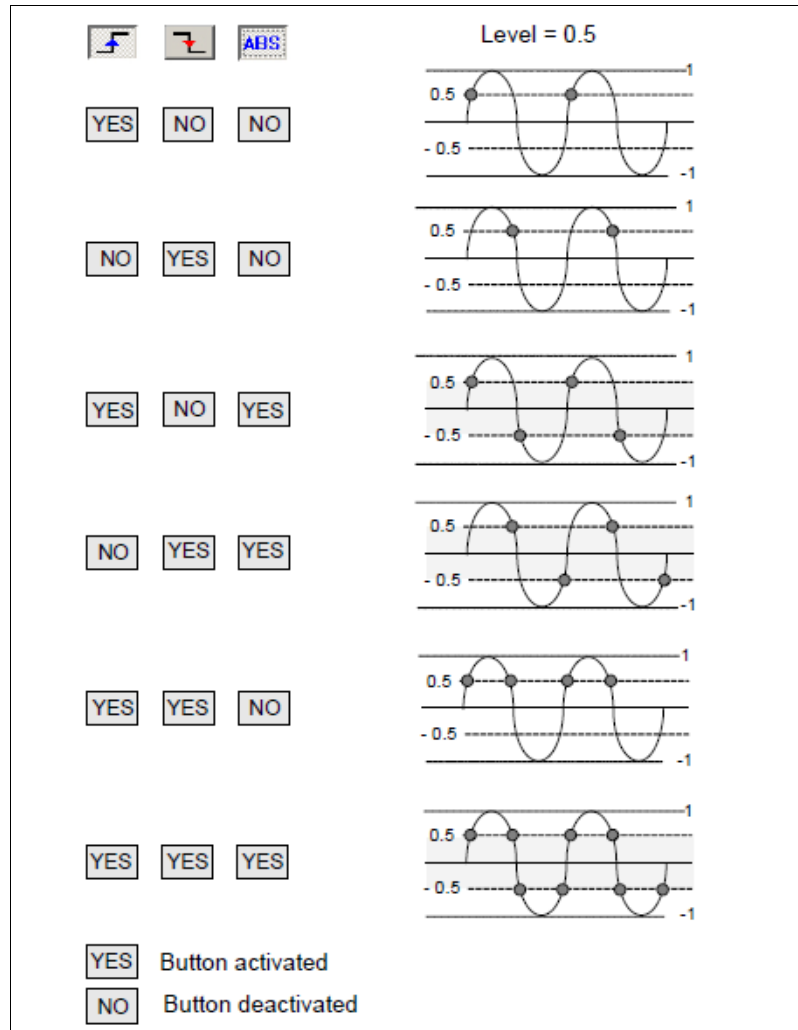 ABS Level = 0.5
1
0.5
YES NO NO
- 0.5
-1
1
0.5
NO YES NO
- 0.5
-1
1
0.5
YES NO YES
- 0.5
-1
1
0.5
NO YES YES
- 0.5
-1
1
0.5
YES YES NO
- 0.5
-1
1
0.5
YES YES YES
- 0.5
-1
YES Button activated
NO Button deactivated